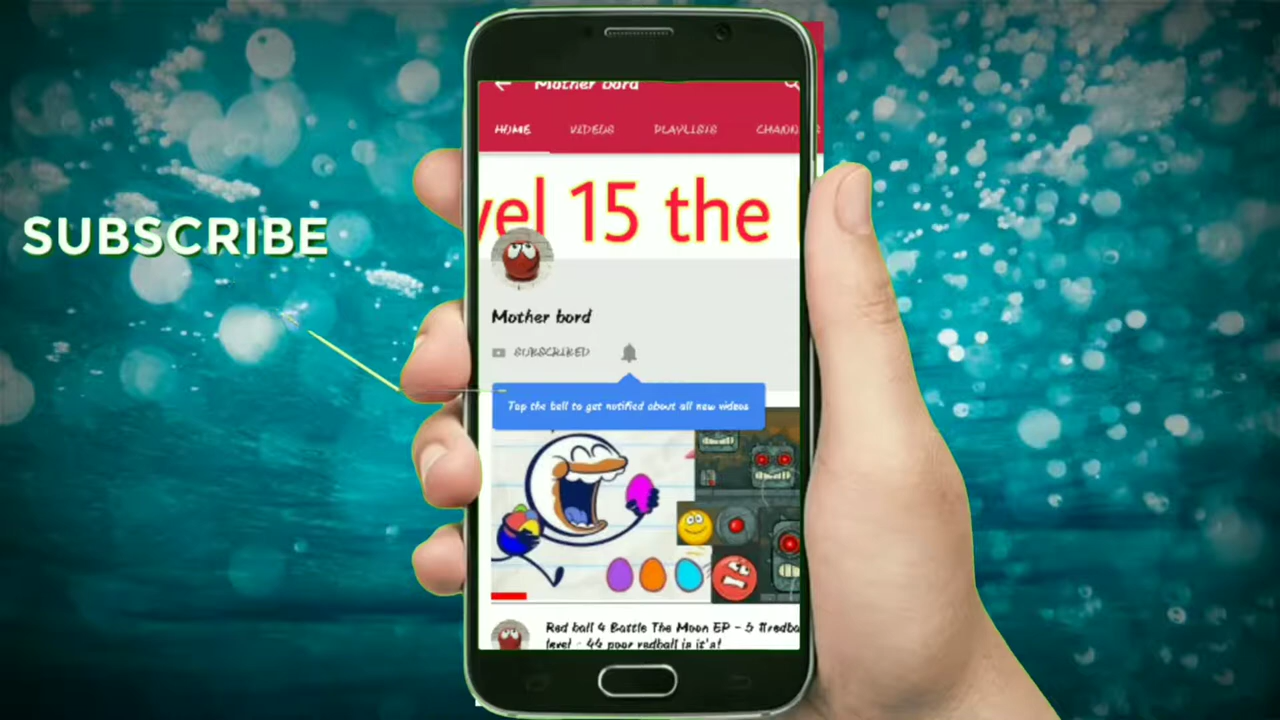 SUBSCRIBE
Mother bord
HOME VIDEOS PLAYLISTS
vel 15 the
Mother bord
SUBSCRIBED
Tap the bell to get notified about all new videos
Red ball 4 Battle The Moon EP - 5 #redba
level - 44 poor redball is it's!